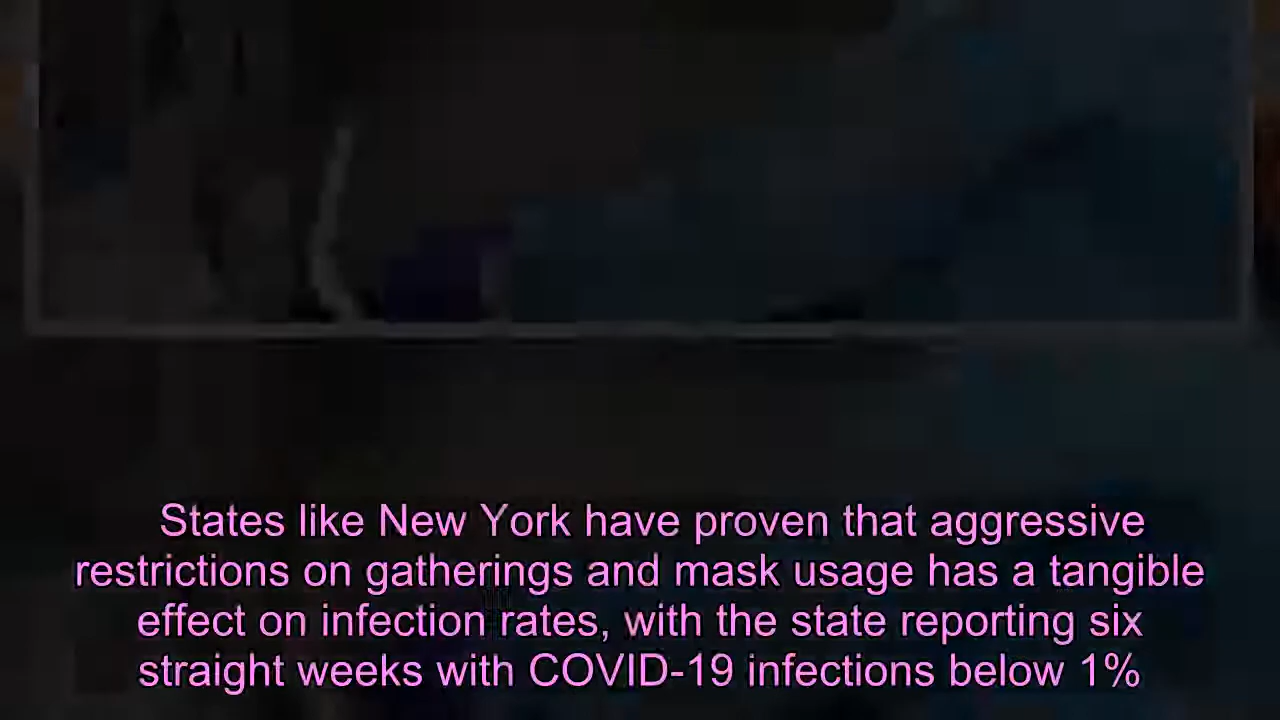 States like New York have proven that aggressive
restrictions on gatherings and mask usage has a tangible
effect on infection rates, with the state reporting six
straight weeks with COVID-19 infections below 1%